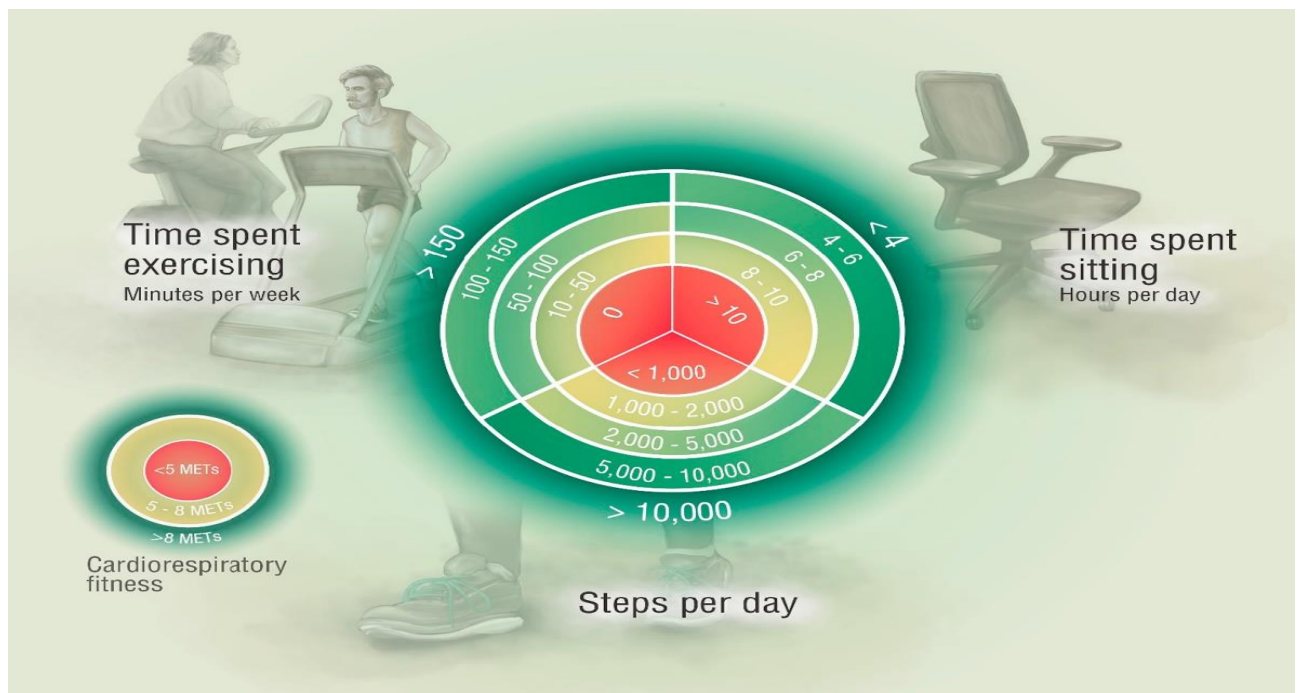 Time spent
exercising
Minutes per week
> 150
100 - 150
50 - 100
10 - 50
0
< 4
4 - 6
6 - 8
8 - 10
> 10
Time spent
sitting
Hours per day
< 1,000
1,000 - 2,000
2,000 - 5,000
5,000 - 10,000
> 10,000
Steps per day
<5 METs
5 - 8 METs
>8 METs
Cardiorespiratory
fitness